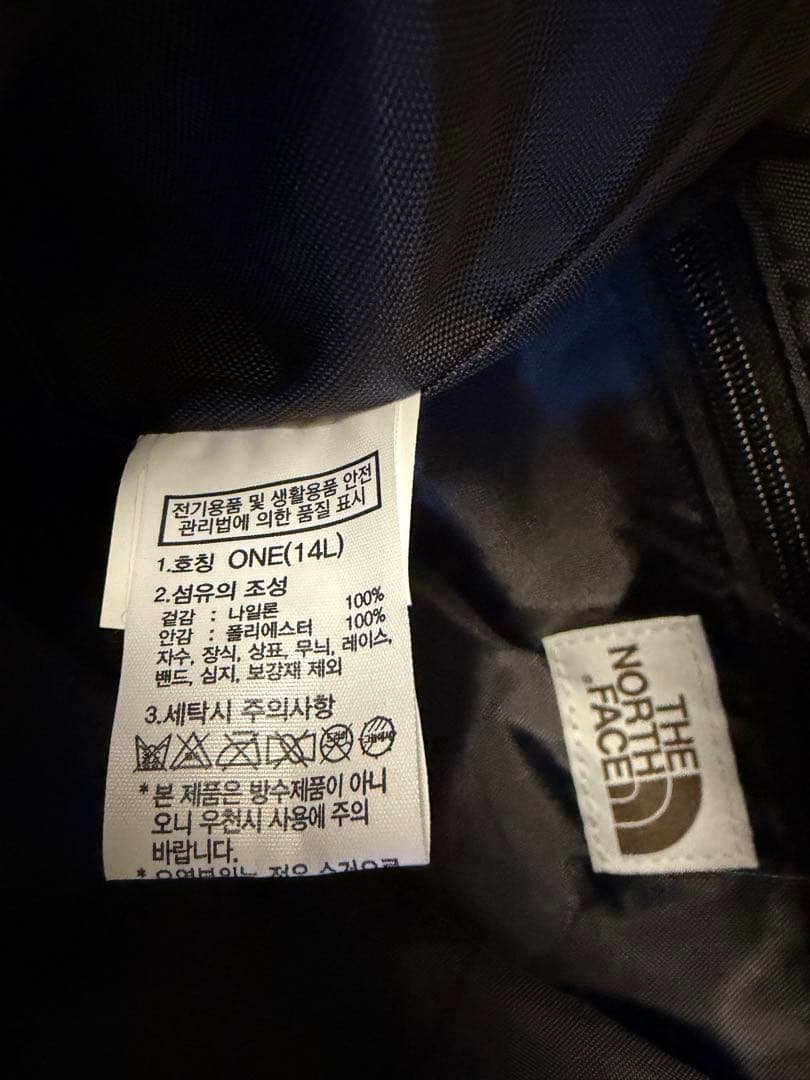 전기용품 및 생활용품 안전
관리법에 의한 품질 표시
1.호칭 ONE(14L)
2.섬유의 조성
겉감 : 나일론 100%
안감 : 폴리에스터 100%
자수, 장식, 상표, 무늬, 레이스,
밴드, 심지, 보강재 제외
3.세탁시 주의사항
* 본 제품은 방수제품이 아니
오니 우천시 사용에 주의
바랍니다.
THE
NORTH
FACE